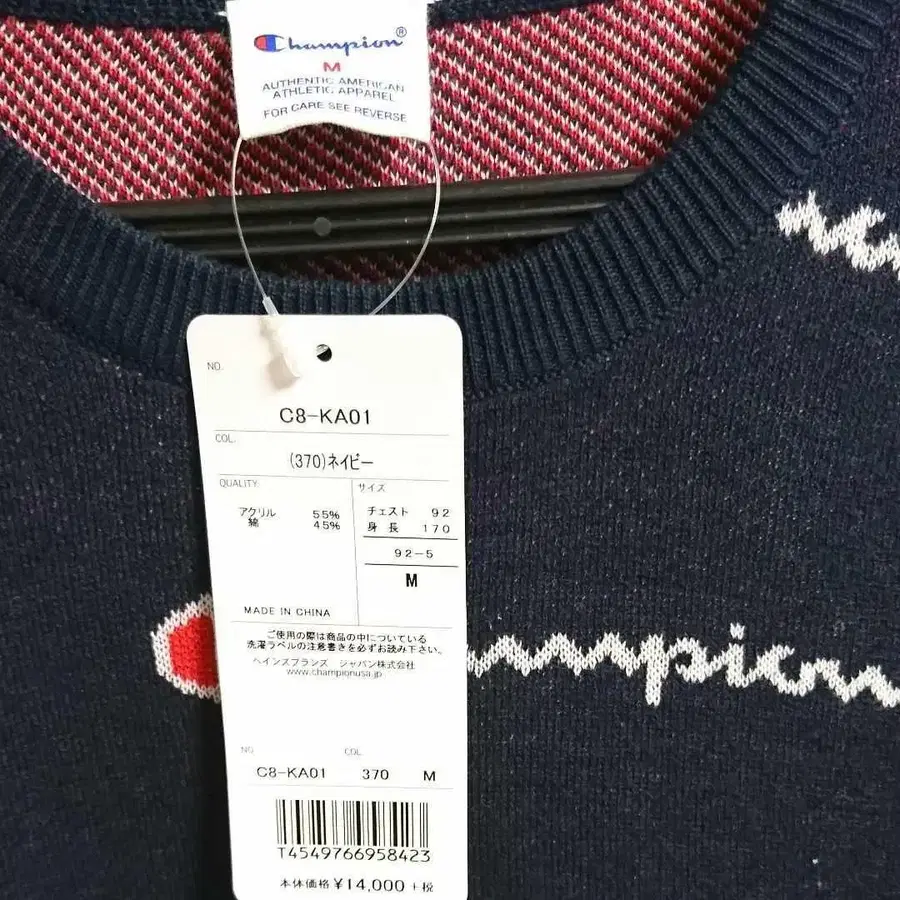 Champion®
M
AUTHENTIC AMERICAN
ATHLETIC APPAREL
FOR CARE SEE REVERSE
NO.
C8-KA01
COL.
(370)ネイビー
QUALITY:
アクリル 55%
綿 45%
サイズ
チェスト 92
身長 170
92-5
M
MADE IN CHINA
ご使用の際は商品の中についている
洗濯ラベルの注意書きを必ずお読み下さい。
ヘインズブランズ ジャパン株式会社
www.championusa.jp
NO. COL.
C8-KA01 370 M
T4549766958423
本体価格 ¥14,000 +税
mpion